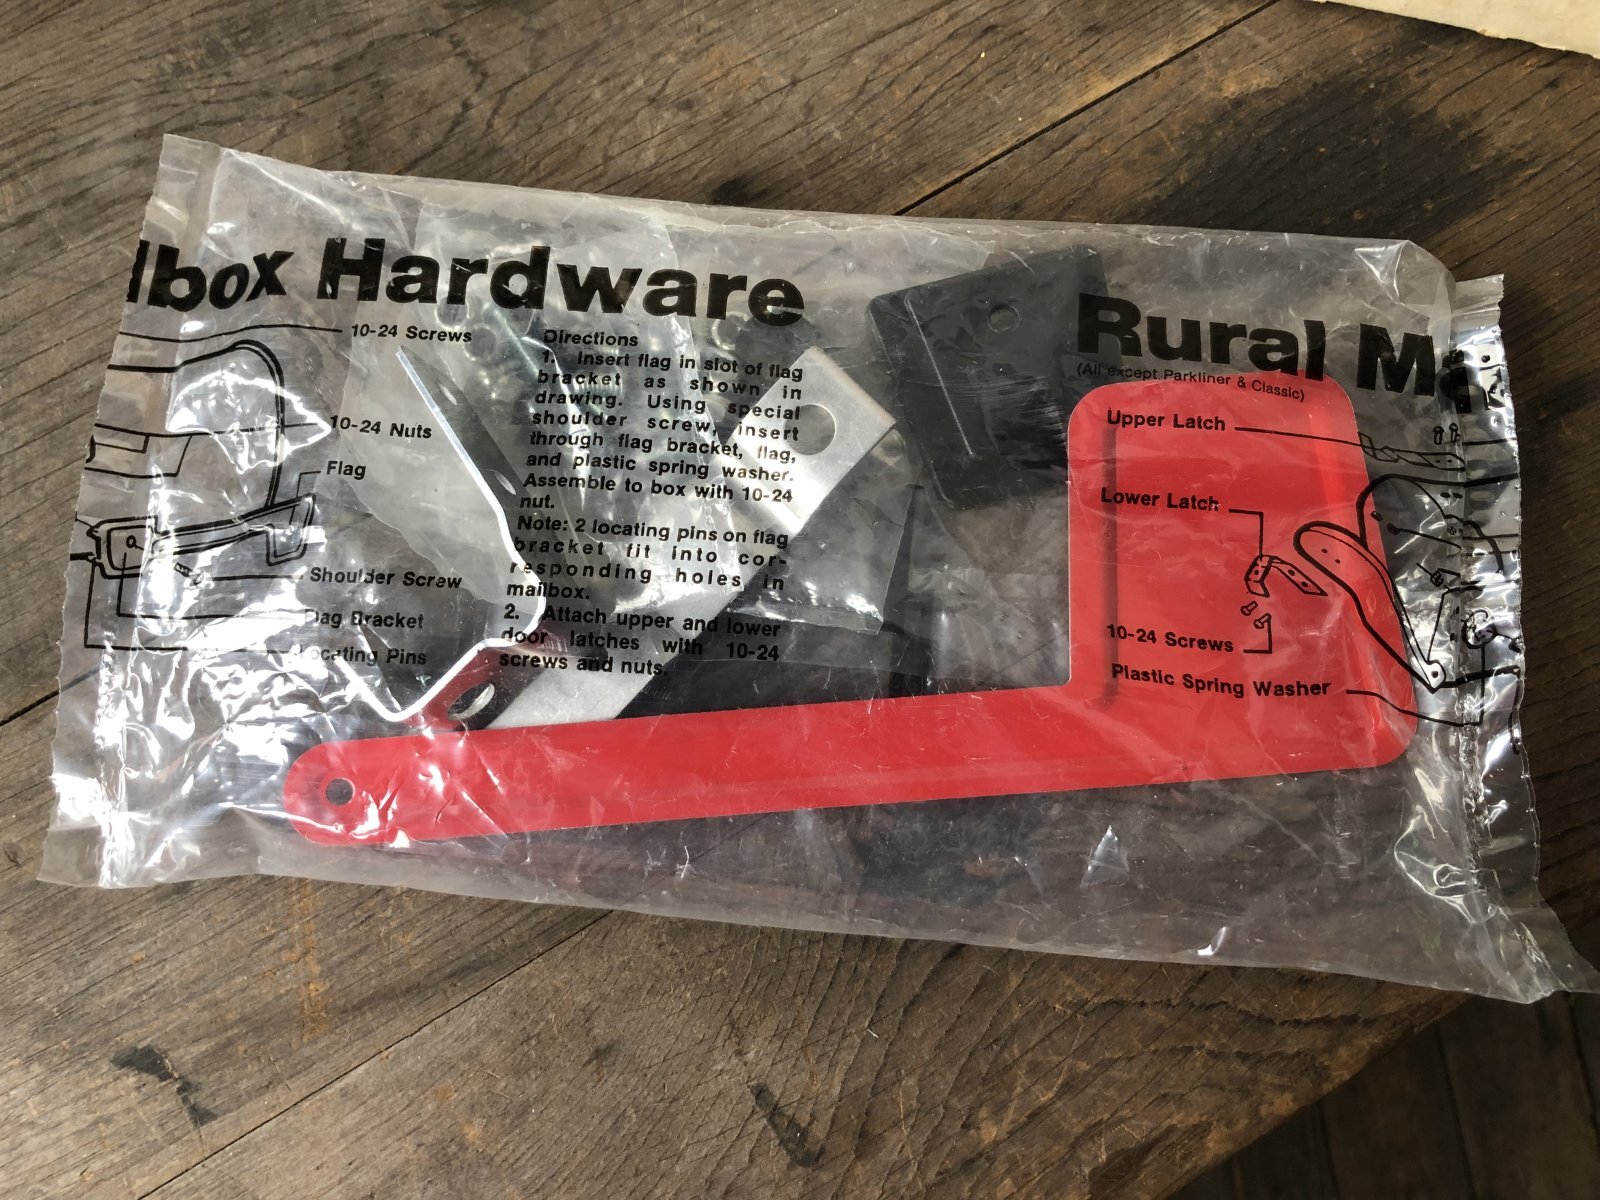 lbox Hardware
10-24 Screws
10-24 Nuts
Flag
Shoulder Screw
Flag Bracket
Locating Pins
Directions
1. Insert flag in slot of flag
bracket as shown in
drawing. Using special
shoulder screw, insert
through flag bracket, flag,
and plastic spring washer.
Assemble to box with 10-24
nut.
Note: 2 locating pins on flag
bracket fit into cor-
responding holes in
mailbox.
2. Attach upper and lower
door latches with 10-24
screws and nuts.
Rural Ma
(All except Parkliner & Classic)
Upper Latch
Lower Latch
10-24 Screws
Plastic Spring Washer